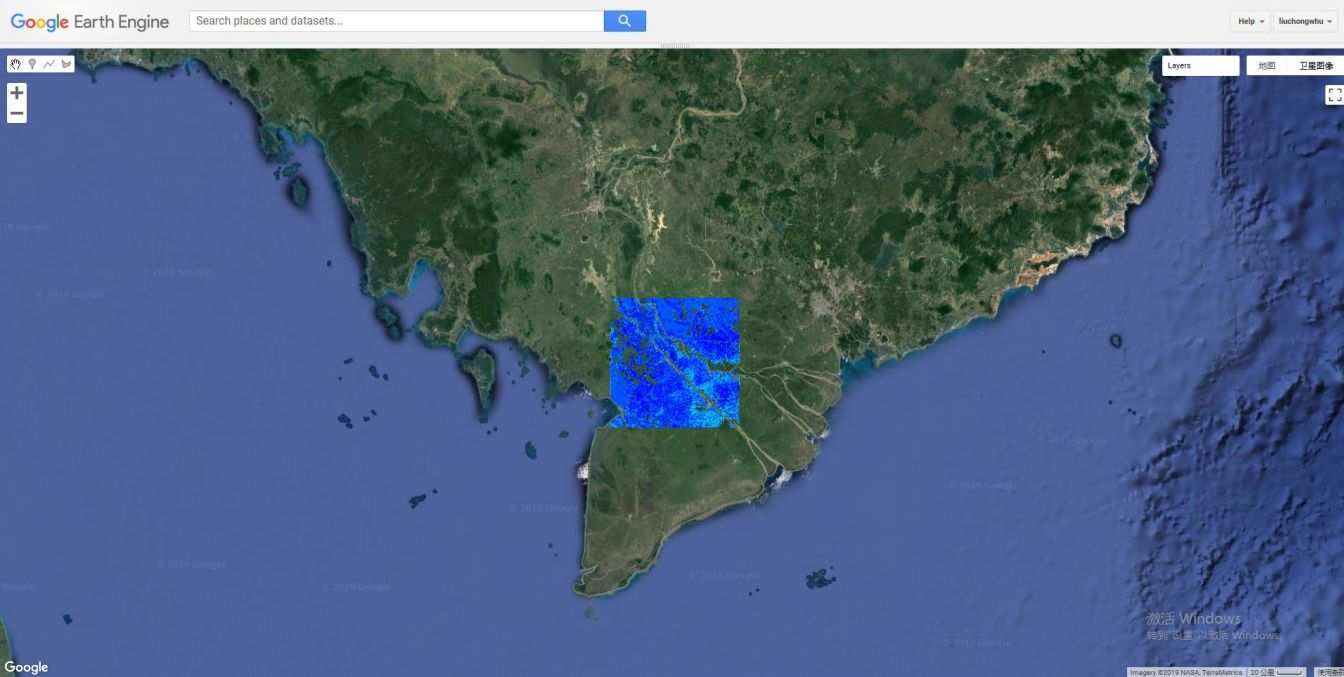 Google Earth Engine
Search places and datasets...
Help
liuchongwhu
Layers
地图
卫星图像
© 2019 Google
© 2019 Google
© 2019 Google
© 2019 Google
© 2019 Google
© 2019 Google
© 2019 Google
© 2019 Google
© 2019 Google
Google
激活 Windows
转到"设置"以激活 Windows。
Google
Imagery ©2019 NASA, TerraMetrics
20 公里